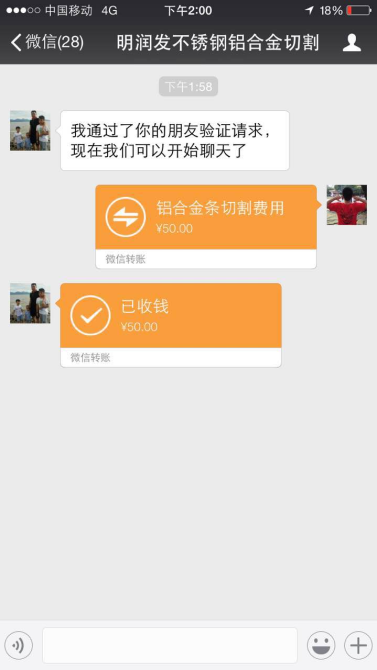 中国移动 4G 下午2:00 18%
微信(28) 明润发不锈钢铝合金切割
下午1:58
我通过了你的朋友验证请求，
现在我们可以开始聊天了
铝合金条切割费用
¥50.00
微信转账
已收钱
¥50.00
微信转账